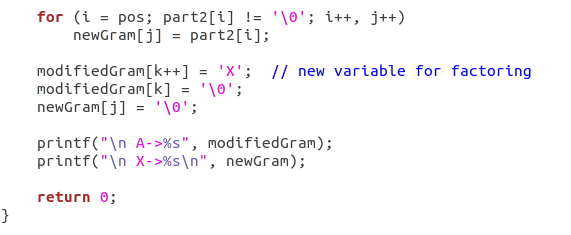 for (i = pos; part2[i] != '\0'; i++, j++)
        newGram[j] = part2[i];

    modifiedGram[k++] = 'X';  // new variable for factoring
    modifiedGram[k] = '\0';
    newGram[j] = '\0';

    printf("\n A->%s", modifiedGram);
    printf("\n X->%s\n", newGram);

    return 0;
}